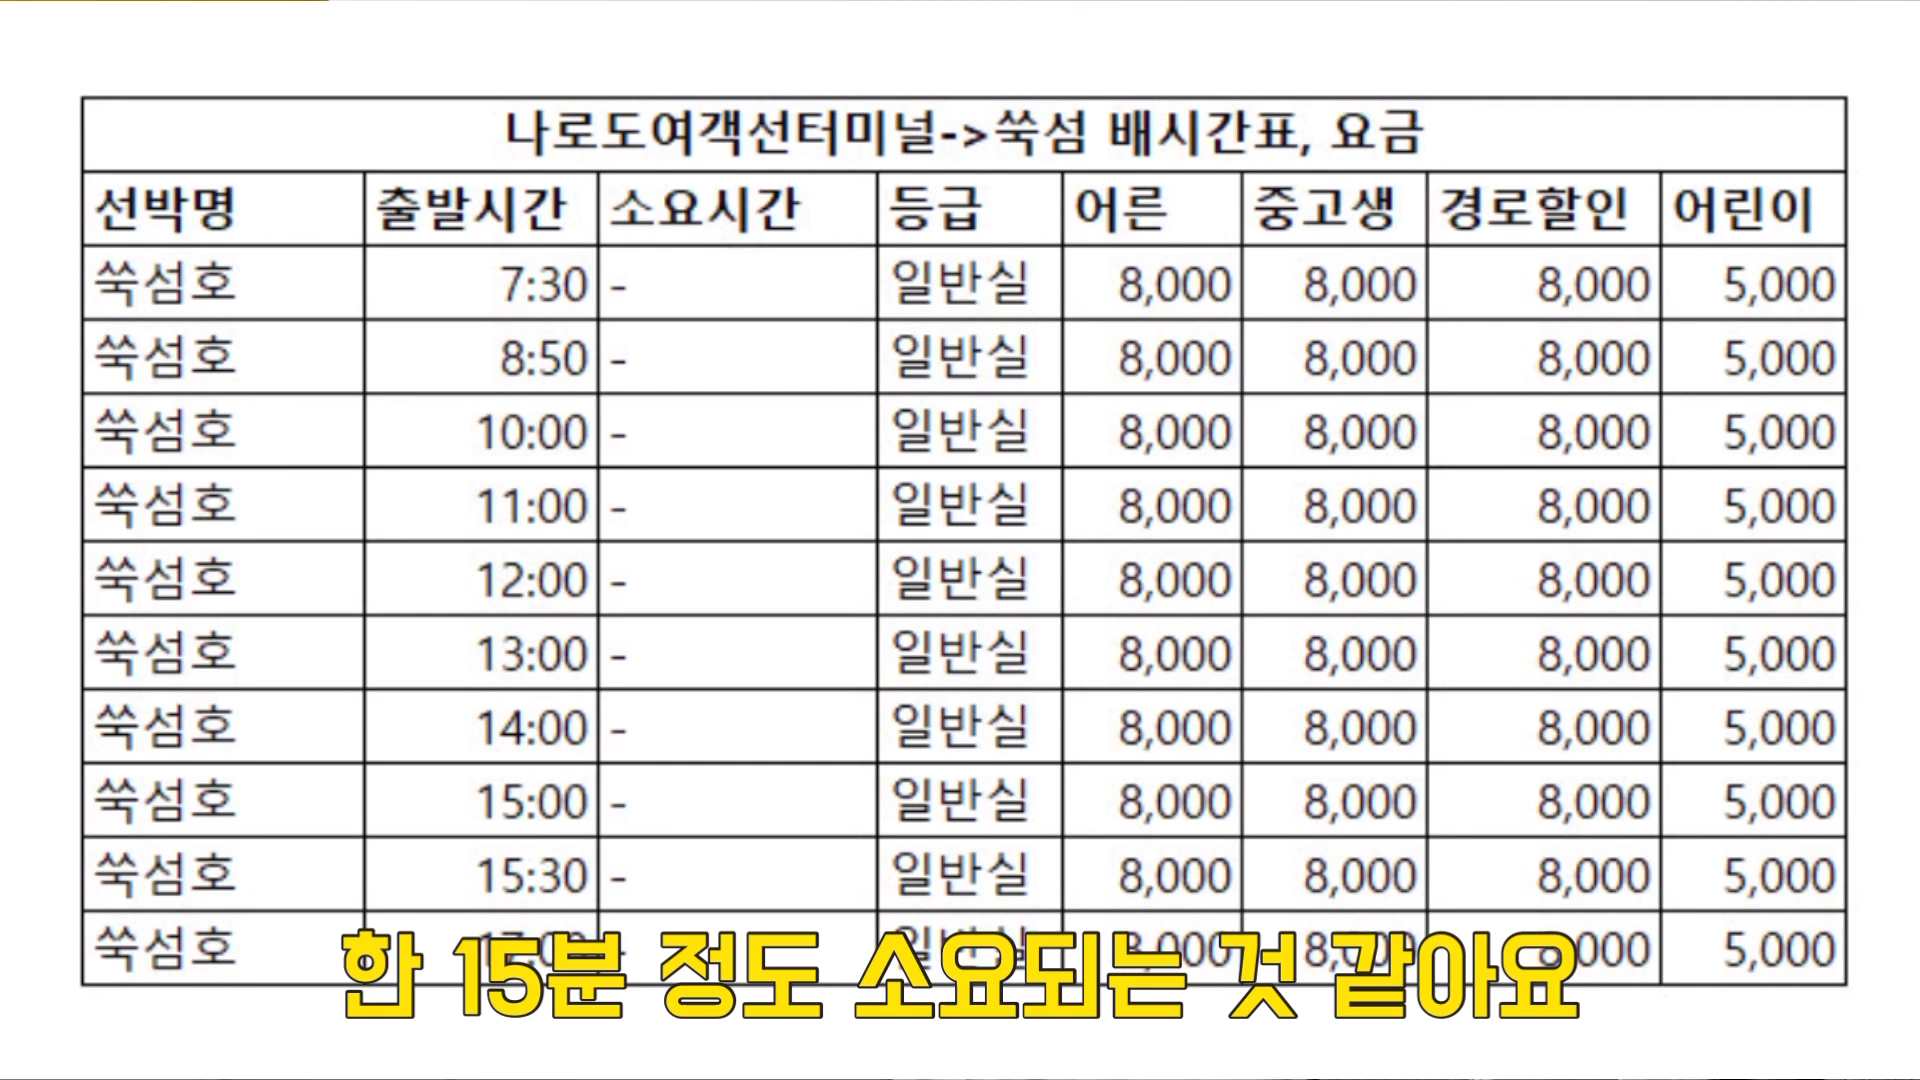 나로도여객선터미널->쑥섬 배시간표, 요금
선박명 출발시간 소요시간 등급 어른 중고생 경로할인 어린이
쑥섬호 7:30 - 일반실 8,000 8,000 8,000 5,000
쑥섬호 8:50 - 일반실 8,000 8,000 8,000 5,000
쑥섬호 10:00 - 일반실 8,000 8,000 8,000 5,000
쑥섬호 11:00 - 일반실 8,000 8,000 8,000 5,000
쑥섬호 12:00 - 일반실 8,000 8,000 8,000 5,000
쑥섬호 13:00 - 일반실 8,000 8,000 8,000 5,000
쑥섬호 14:00 - 일반실 8,000 8,000 8,000 5,000
쑥섬호 15:00 - 일반실 8,000 8,000 8,000 5,000
쑥섬호 15:30 - 일반실 8,000 8,000 8,000 5,000
쑥섬호 - 일반실 8,000 8,000 8,000 5,000
한 15분 정도 소요되는 것 같아요